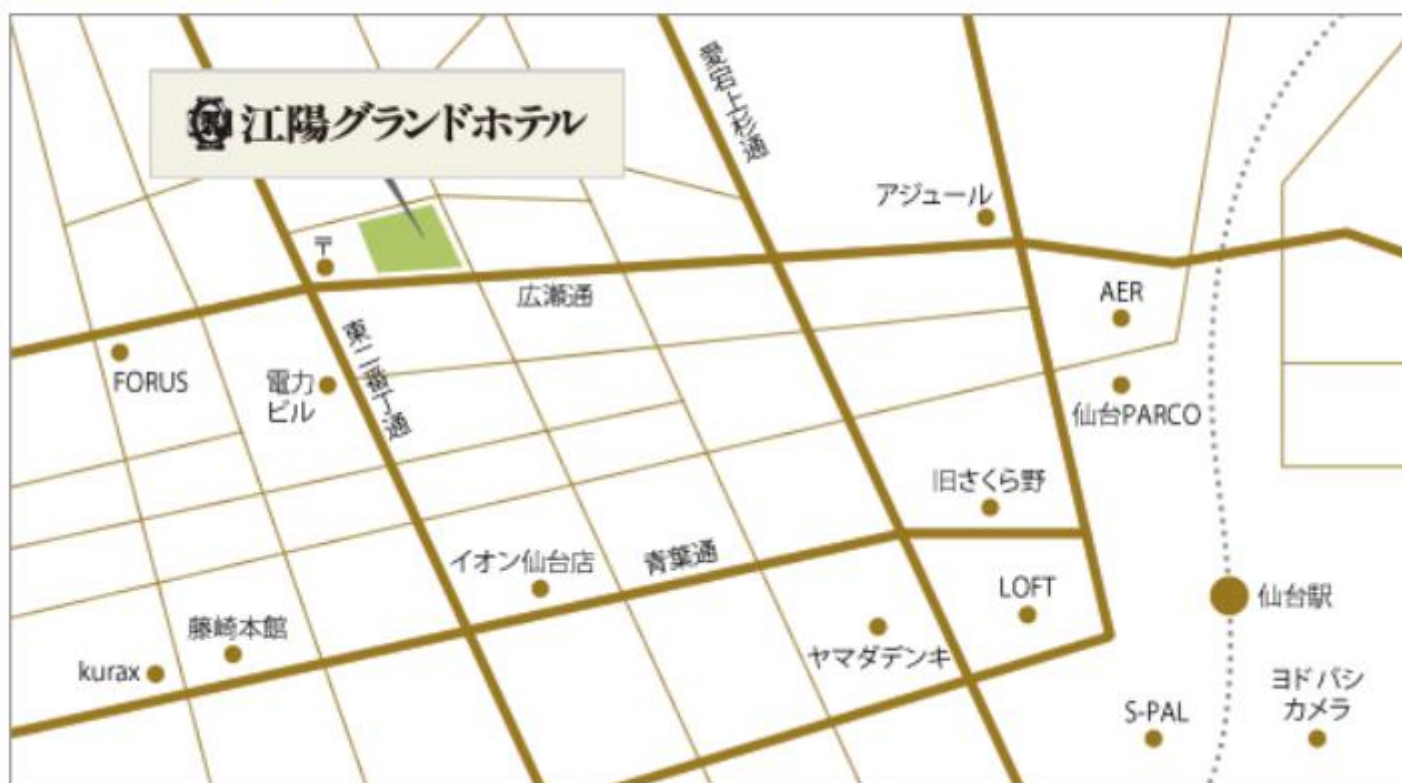 愛宕上杉通
江陽グランドホテル
アジュール
〒
広瀬通
AER
東二番丁通
FORUS
電力
ビル
仙台PARCO
旧さくら野
イオン仙台店
青葉通
LOFT
仙台駅
藤崎本館
kurax
ヤマダデンキ
S-PAL
ヨドバシ
カメラ